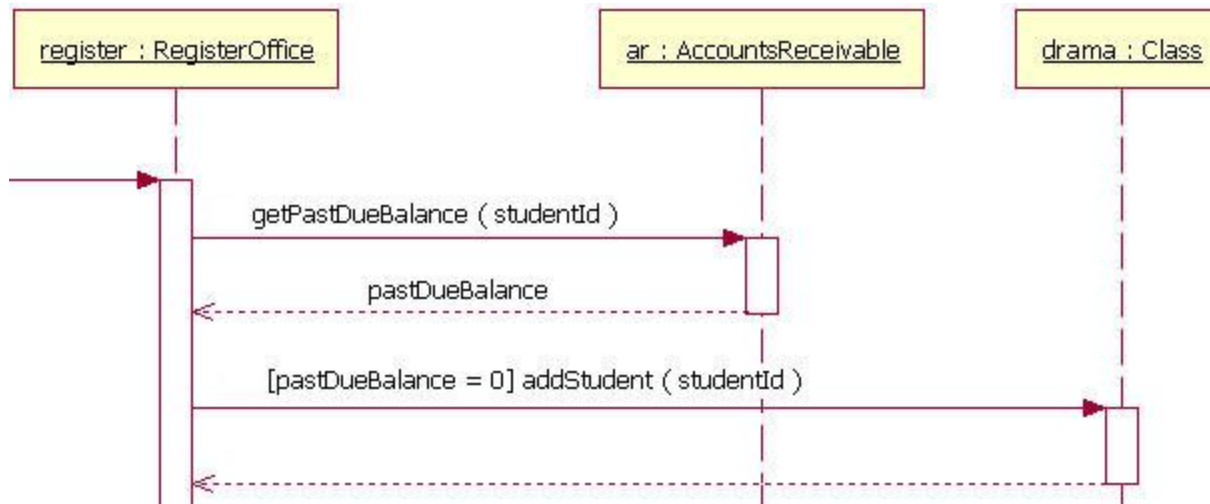 register : RegisterOffice
ar : AccountsReceivable
drama : Class
getPastDueBalance ( studentId )
pastDueBalance
[pastDueBalance = 0] addStudent ( studentId )